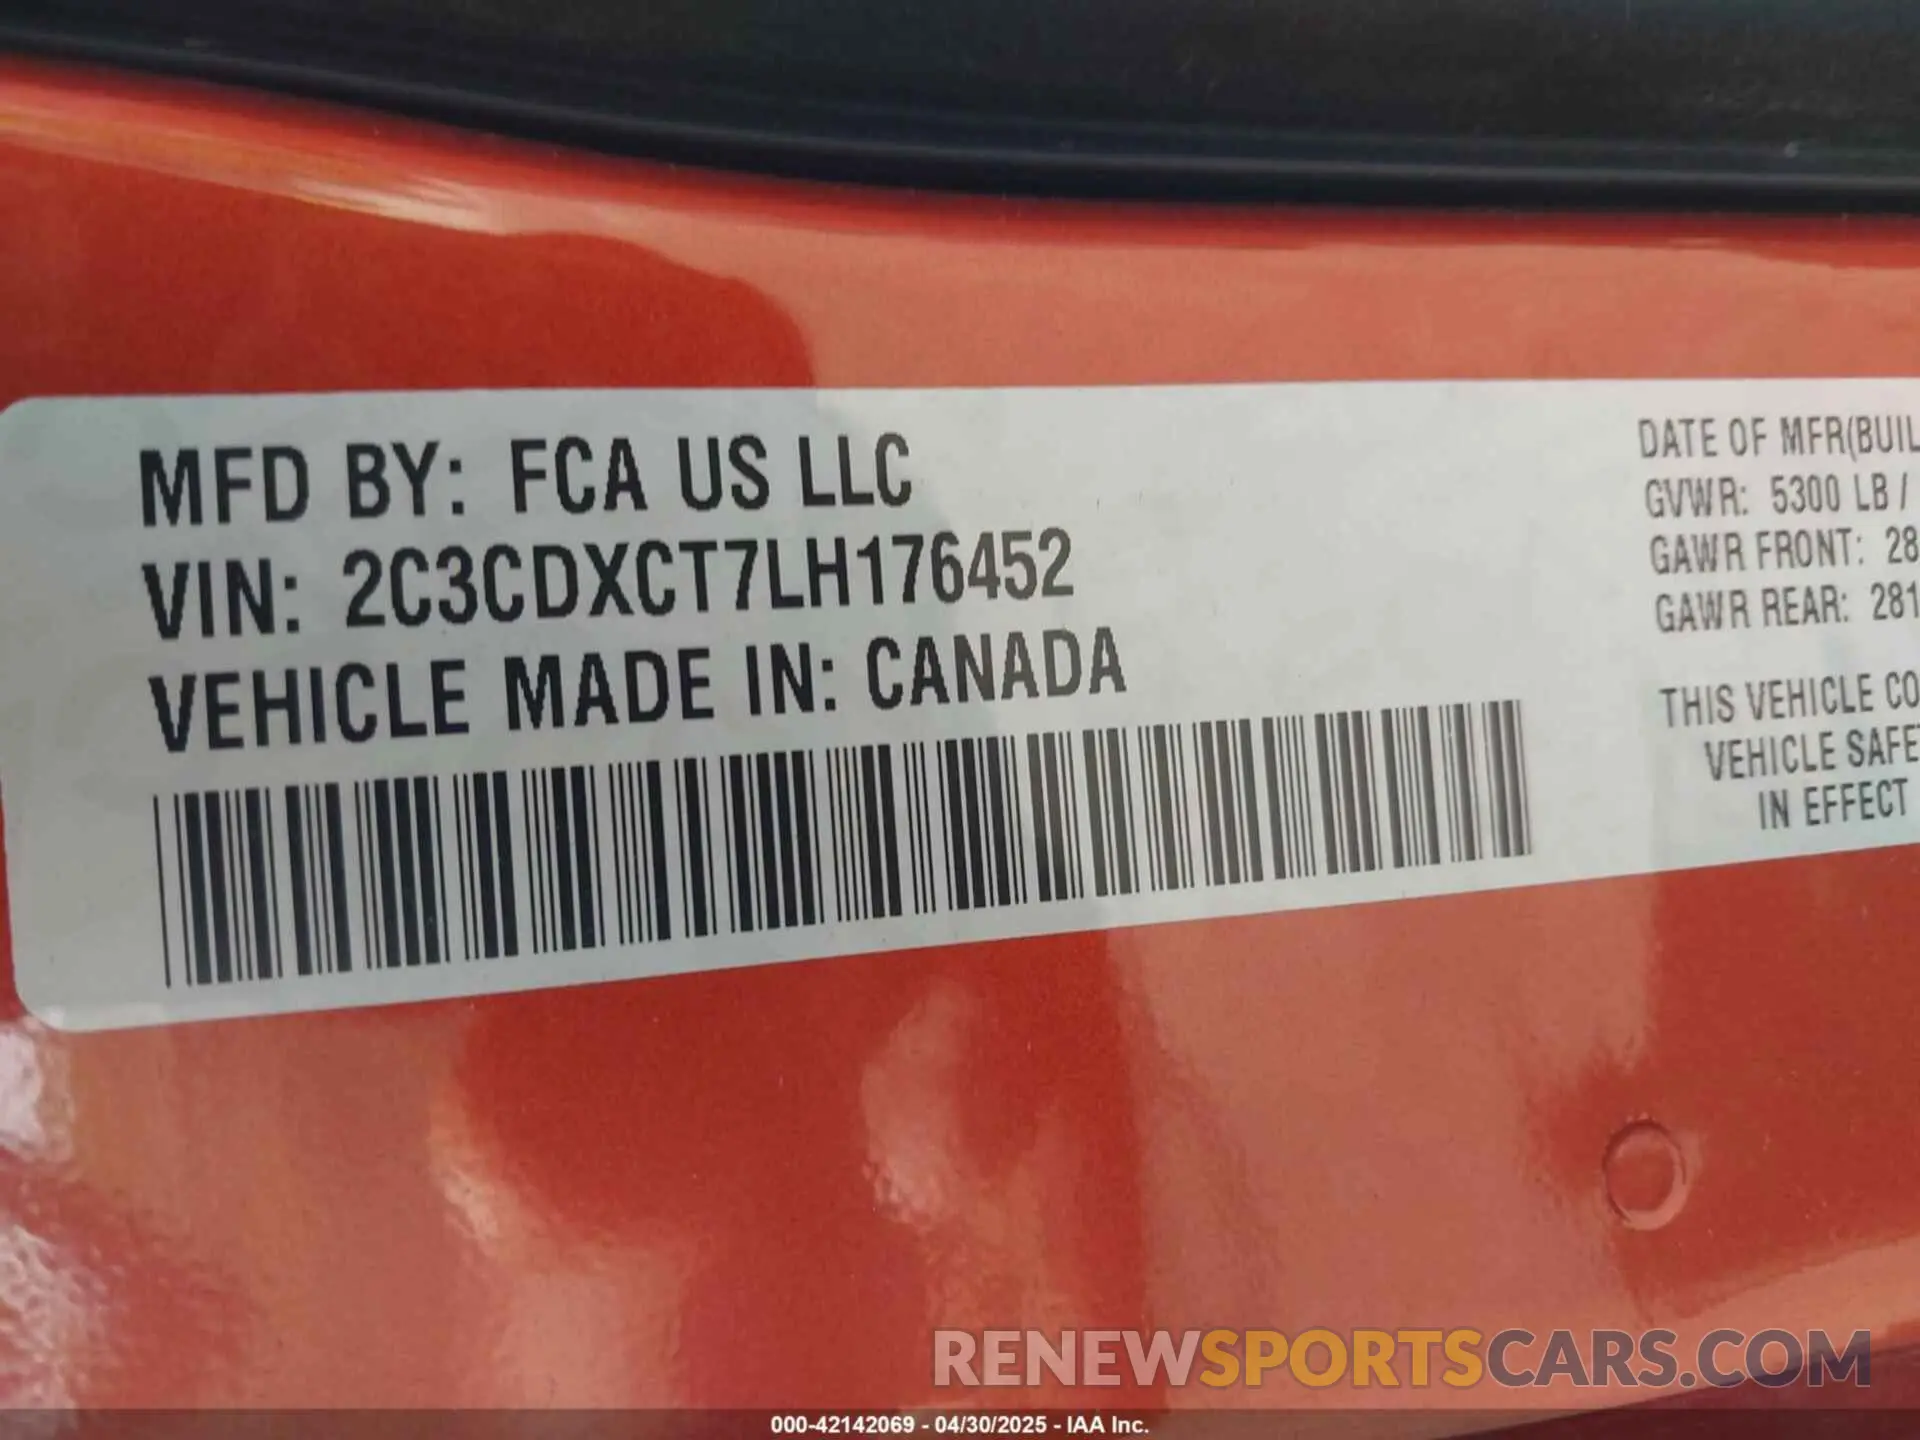 MFD BY: FCA US LLC
VIN: 2C3CDXCT7LH176452
VEHICLE MADE IN: CANADA
DATE OF MFR(BUIL
GVWR: 5300 LB /
GAWR FRONT: 28
GAWR REAR: 281
THIS VEHICLE CO
VEHICLE SAFE
IN EFFECT
RENEWSPORTSCARS.COM
000-42142069 - 04/30/2025 - IAA Inc.